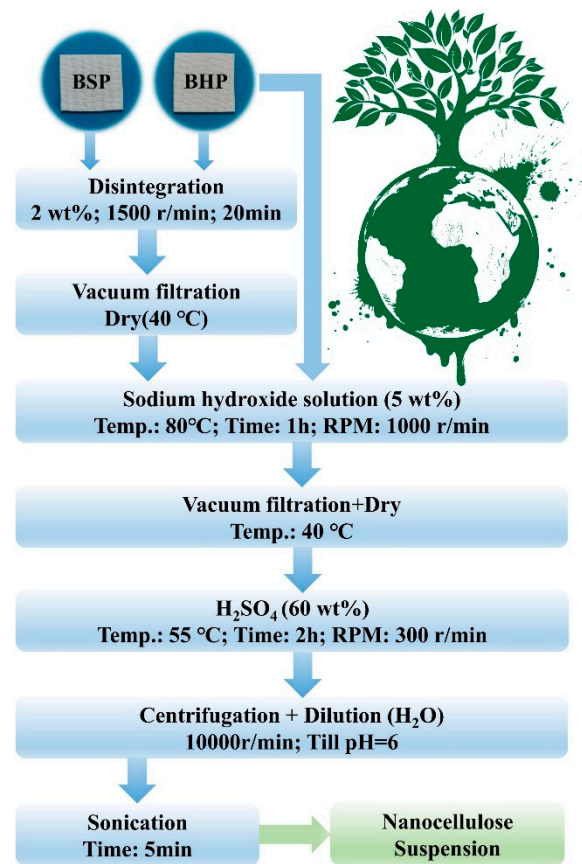 BSP
BHP
Disintegration
2 wt%; 1500 r/min; 20min
Vacuum filtration
Dry(40 °C)
Sodium hydroxide solution (5 wt%)
Temp.: 80°C; Time: 1h; RPM: 1000 r/min
Vacuum filtration+Dry
Temp.: 40 °C
H₂SO₄ (60 wt%)
Temp.: 55 °C; Time: 2h; RPM: 300 r/min
Centrifugation + Dilution (H₂O)
10000r/min; Till pH=6
Sonication
Time: 5min
Nanocellulose
Suspension